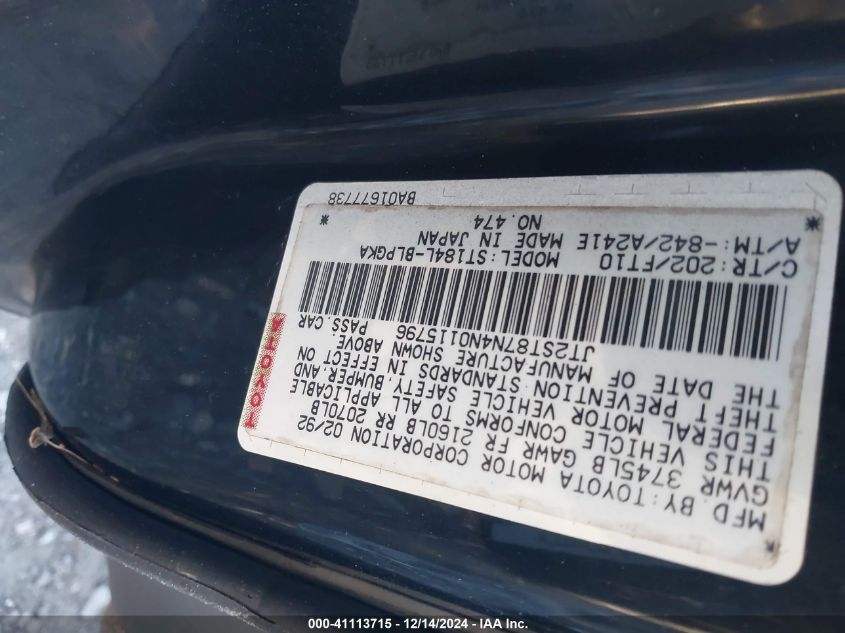 MFD. BY:TOYOTA MOTOR CORPORATION 02/92
GVWR 3745LB GAWR FR 2160LB RR 2070LB
THIS VEHICLE CONFORMS TO ALL APPLICABLE
FEDERAL MOTOR VEHICLE SAFETY,BUMPER,AND
THEFT PREVENTION STANDARDS IN EFFECT ON
THE DATE OF MANUFACTURE SHOWN ABOVE.
JT2ST87N4N0115796 PASS.CAR
TOYOTA
C/TR:202/FT10 MODEL:ST184L-BLPGKA
A/TM:-842/A241E MADE IN JAPAN
NO.474
BA01677738
000-41113715 - 12/14/2024 - IAA Inc.